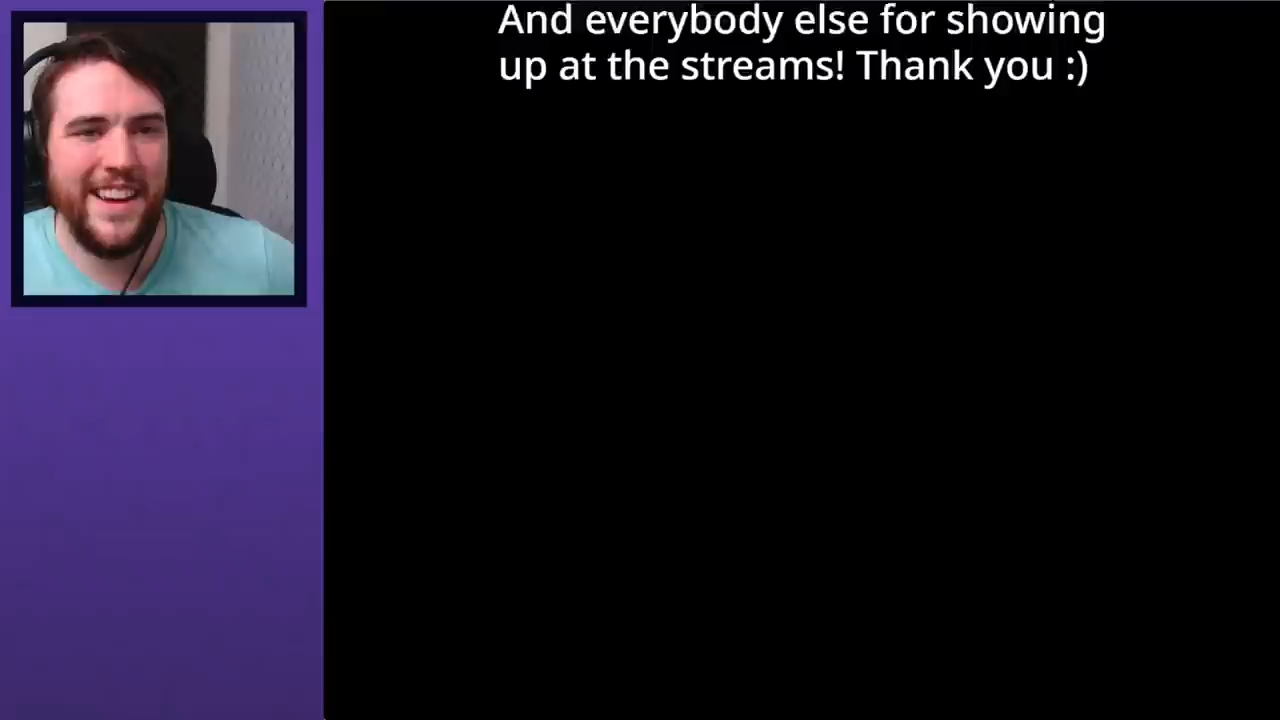 And everybody else for showing
up at the streams! Thank you :)